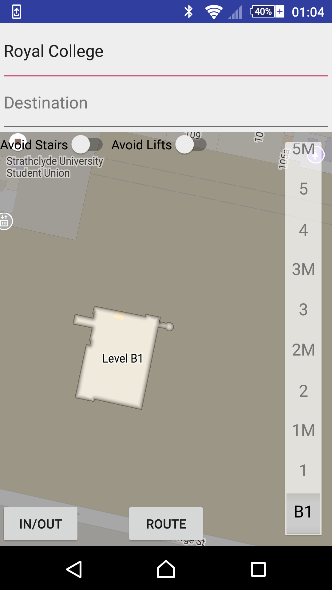 40%
01:04
Royal College
Destination
Avoid Stairs
Avoid Lifts
Strathclyde University
Student Union
5M
5
4
3M
3
2M
2
1M
1
B1
Level B1
IN/OUT
ROUTE